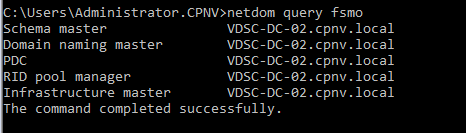 C:\Users\Administrator.CPNV>netdom query fsmo
Schema master               VDSC-DC-02.cpnv.local
Domain naming master        VDSC-DC-02.cpnv.local
PDC                         VDSC-DC-02.cpnv.local
RID pool manager            VDSC-DC-02.cpnv.local
Infrastructure master       VDSC-DC-02.cpnv.local
The command completed successfully.